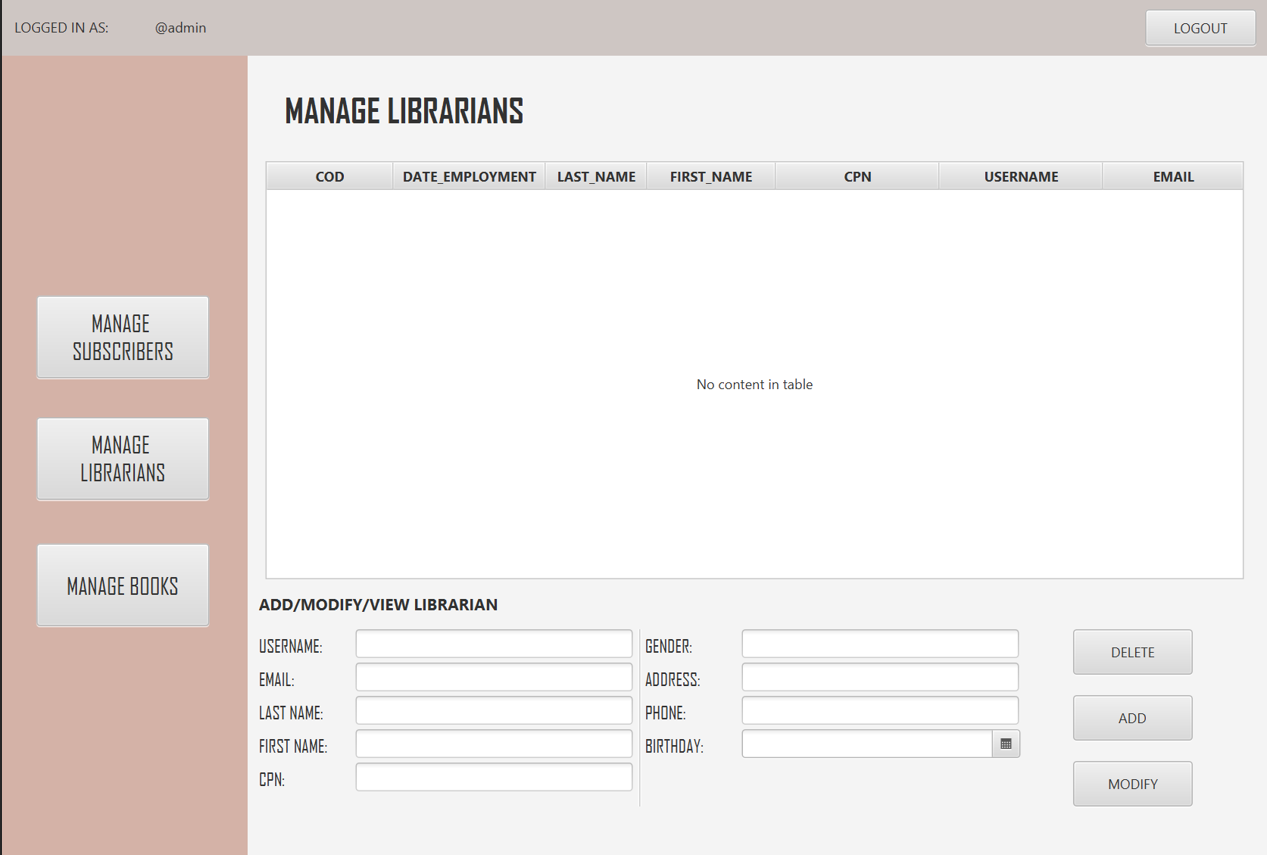 LOGGED IN AS: @admin LOGOUT
MANAGE LIBRARIANS
COD DATE_EMPLOYMENT LAST_NAME FIRST_NAME CPN USERNAME EMAIL
No content in table
MANAGE
SUBSCRIBERS
MANAGE
LIBRARIANS
MANAGE BOOKS
ADD/MODIFY/VIEW LIBRARIAN
USERNAME:
EMAIL:
LAST NAME:
FIRST NAME:
CPN:
GENDER:
ADDRESS:
PHONE:
BIRTHDAY:
DELETE
ADD
MODIFY